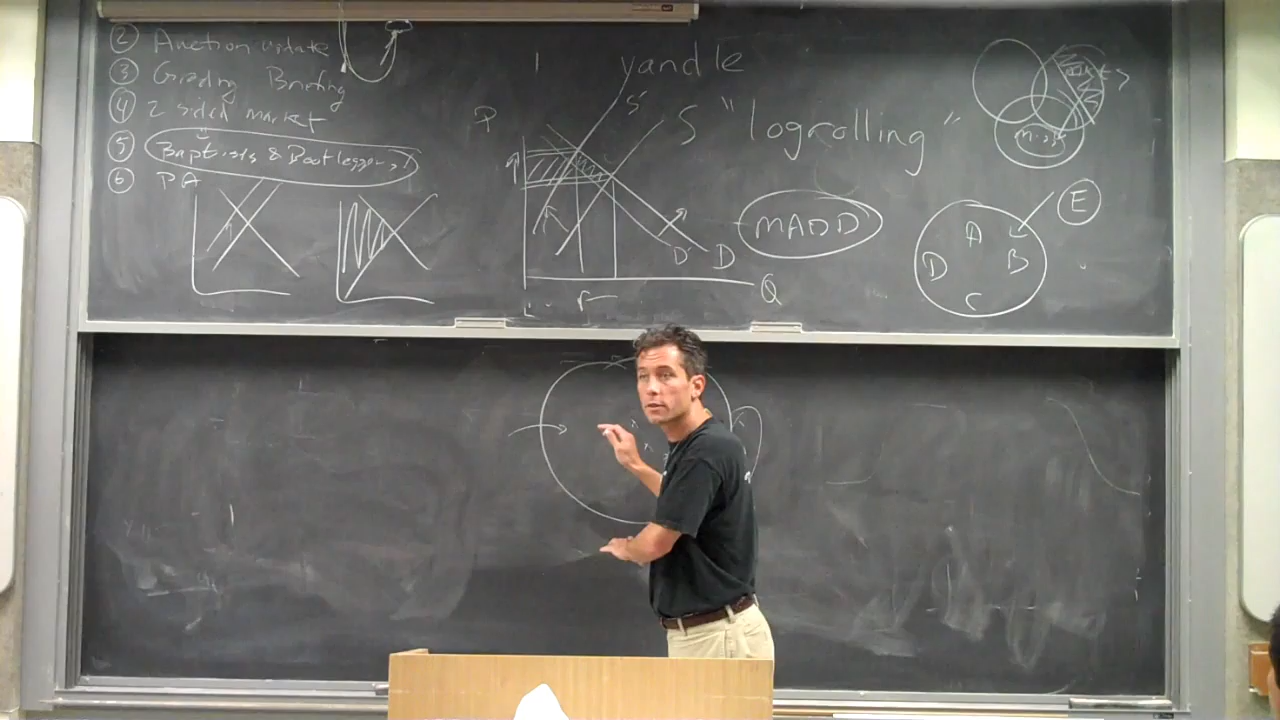 ② Auction update
③ Grading Briefing
④ 2 sided market
⑤ Baptists & Bootleggers
⑥ PA
yandle
"logrolling"
P
S'
S
D'
D
Q
MADD
E
A
B
C
D